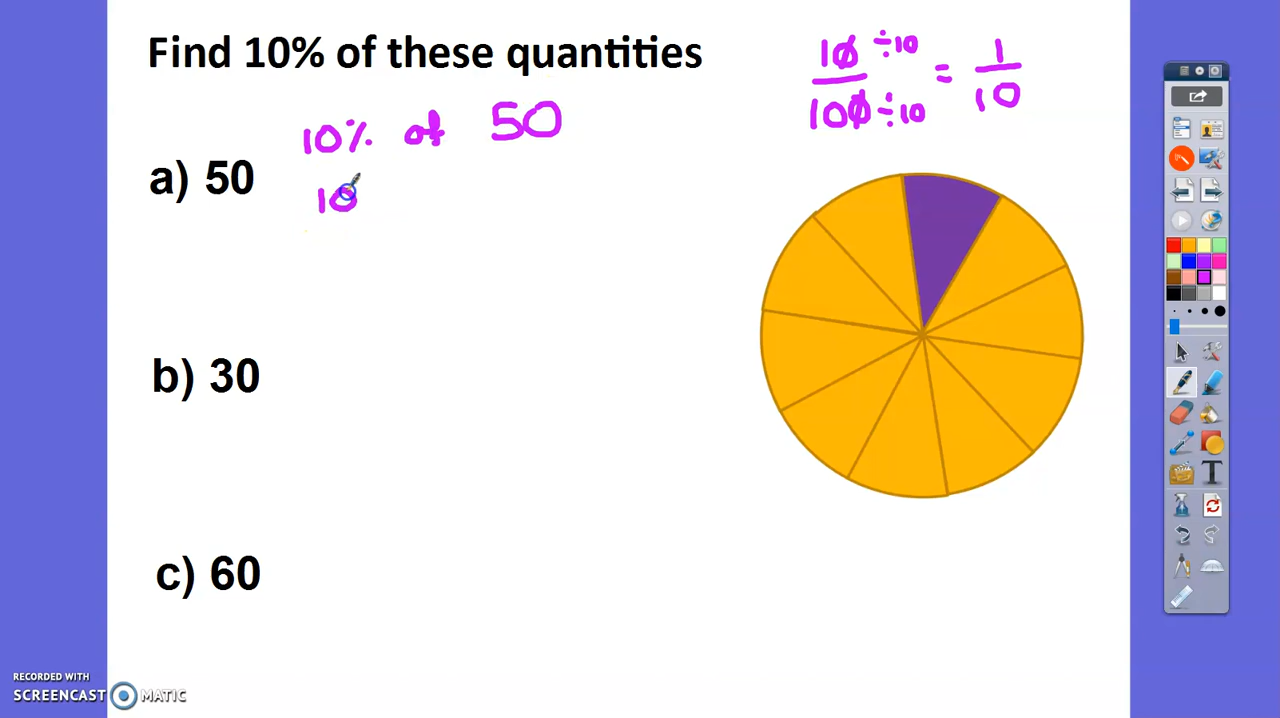 Find 10% of these quantities
10 ÷10
100 ÷10
= 1
10
10% of 50
a) 50
10
b) 30
c) 60
RECORDED WITH
SCREENCAST MATIC
T